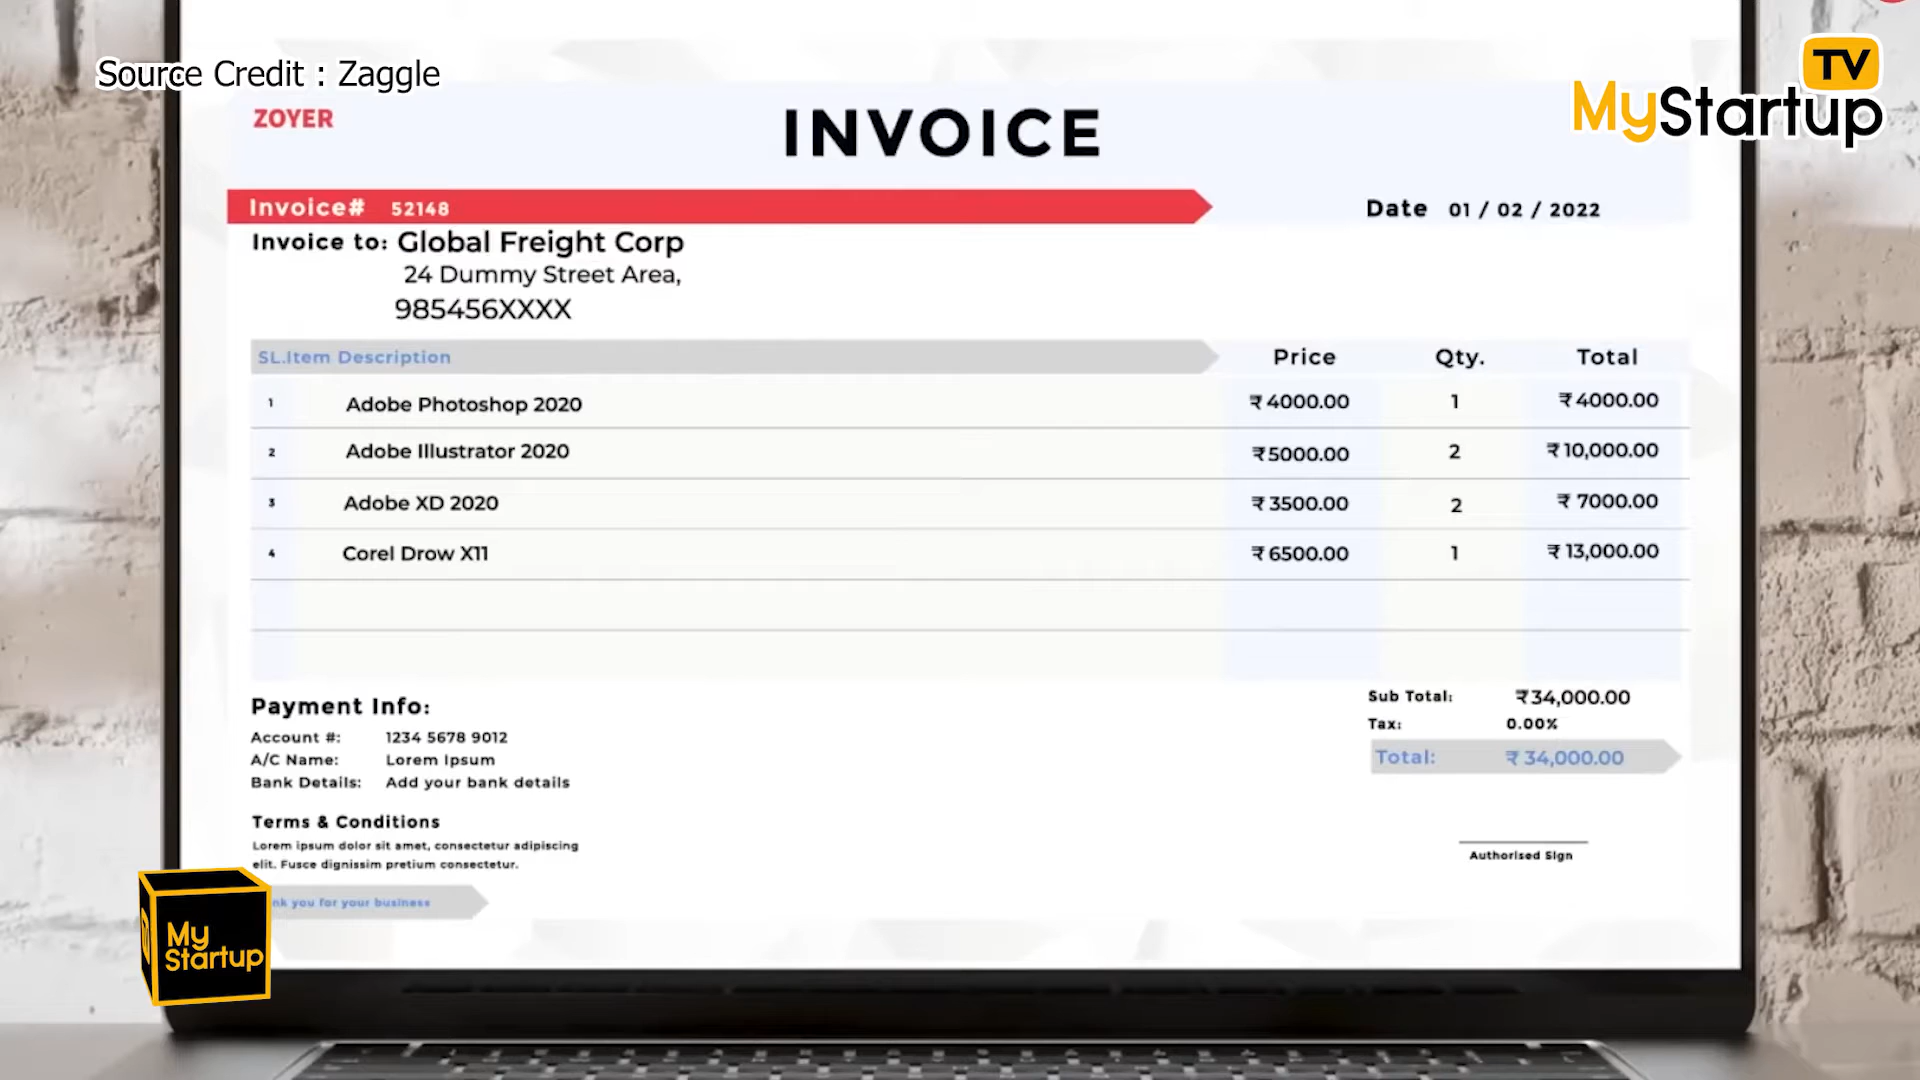 Source Credit : Zaggle
TV
MyStartup
ZOYER
INVOICE
Invoice# 52148
Date 01 / 02 / 2022
Invoice to: Global Freight Corp
24 Dummy Street Area,
985456XXXX
SL.Item Description Price Qty. Total
1 Adobe Photoshop 2020 ₹4000.00 1 ₹4000.00
2 Adobe Illustrator 2020 ₹5000.00 2 ₹10,000.00
3 Adobe XD 2020 ₹3500.00 2 ₹ 7000.00
4 Corel Drow X11 ₹6500.00 1 ₹13,000.00
Sub Total: ₹34,000.00
Tax: 0.00%
Total: ₹ 34,000.00
Payment Info:
Account #: 1234 5678 9012
A/C Name: Lorem Ipsum
Bank Details: Add your bank details
Terms & Conditions
Lorem ipsum dolor sit amet, consectetur adipiscing
elit. Fusce dignissim pretium consectetur.
Authorised Sign
nk you for your business
My
Startup